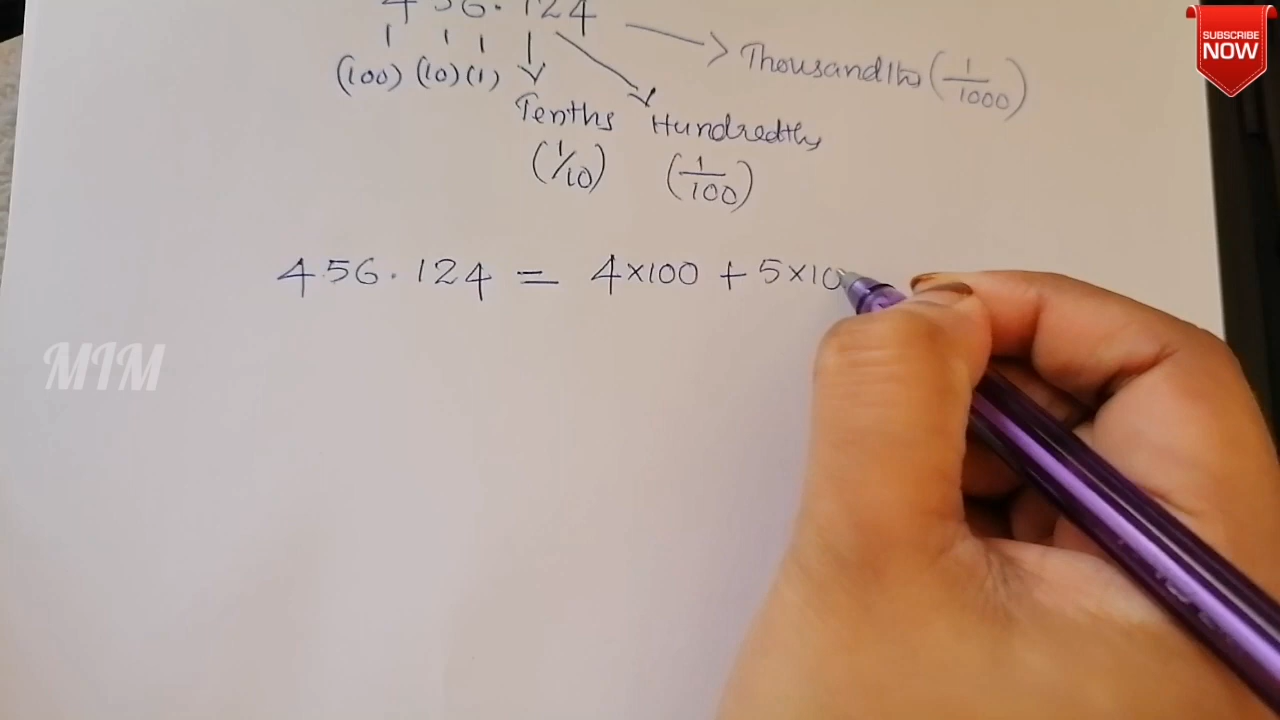 456.124
SUBSCRIBE
NOW
(100) (10) (1)
Thousandths (1/1000)
Tenths Hundredths
(1/10) (1/100)
456.124 = 4×100 + 5×10
MIM